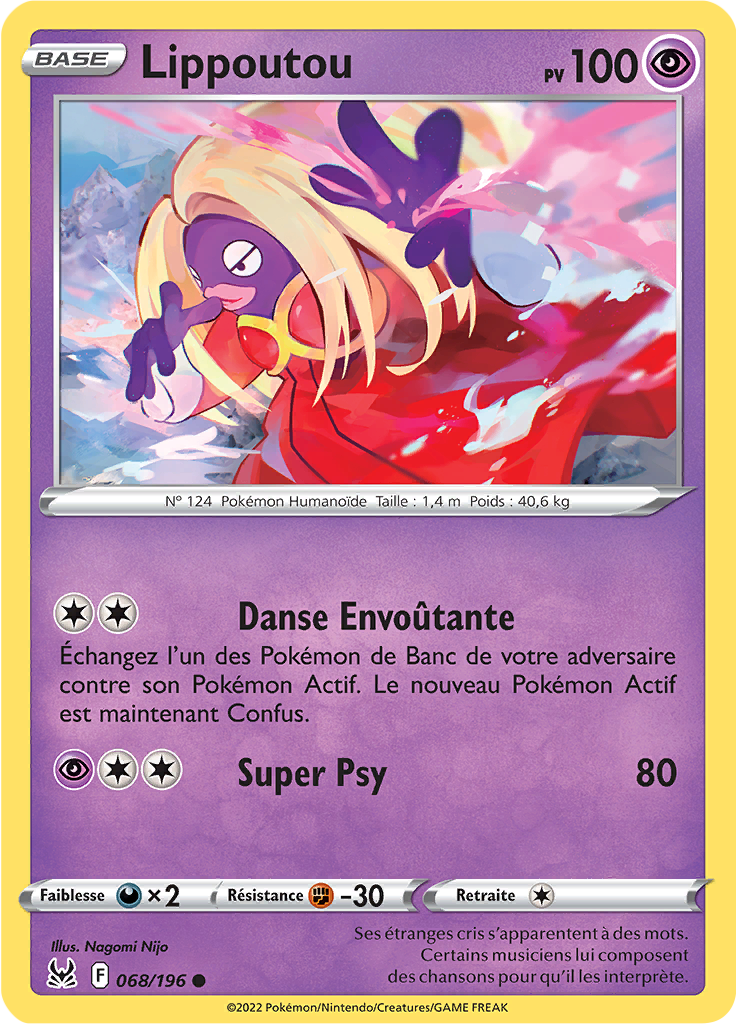 BASE Lippoutou PV 100
N° 124 Pokémon Humanoïde Taille : 1,4 m Poids : 40,6 kg
Danse Envoûtante
Échangez l'un des Pokémon de Banc de votre adversaire
contre son Pokémon Actif. Le nouveau Pokémon Actif
est maintenant Confus.
Super Psy 80
Faiblesse ×2 Résistance -30 Retraite
Illus. Nagomi Nijo
Ses étranges cris s'apparentent à des mots.
Certains musiciens lui composent
des chansons pour qu'il les interprète.
F 068/196
©2022 Pokémon/Nintendo/Creatures/GAME FREAK